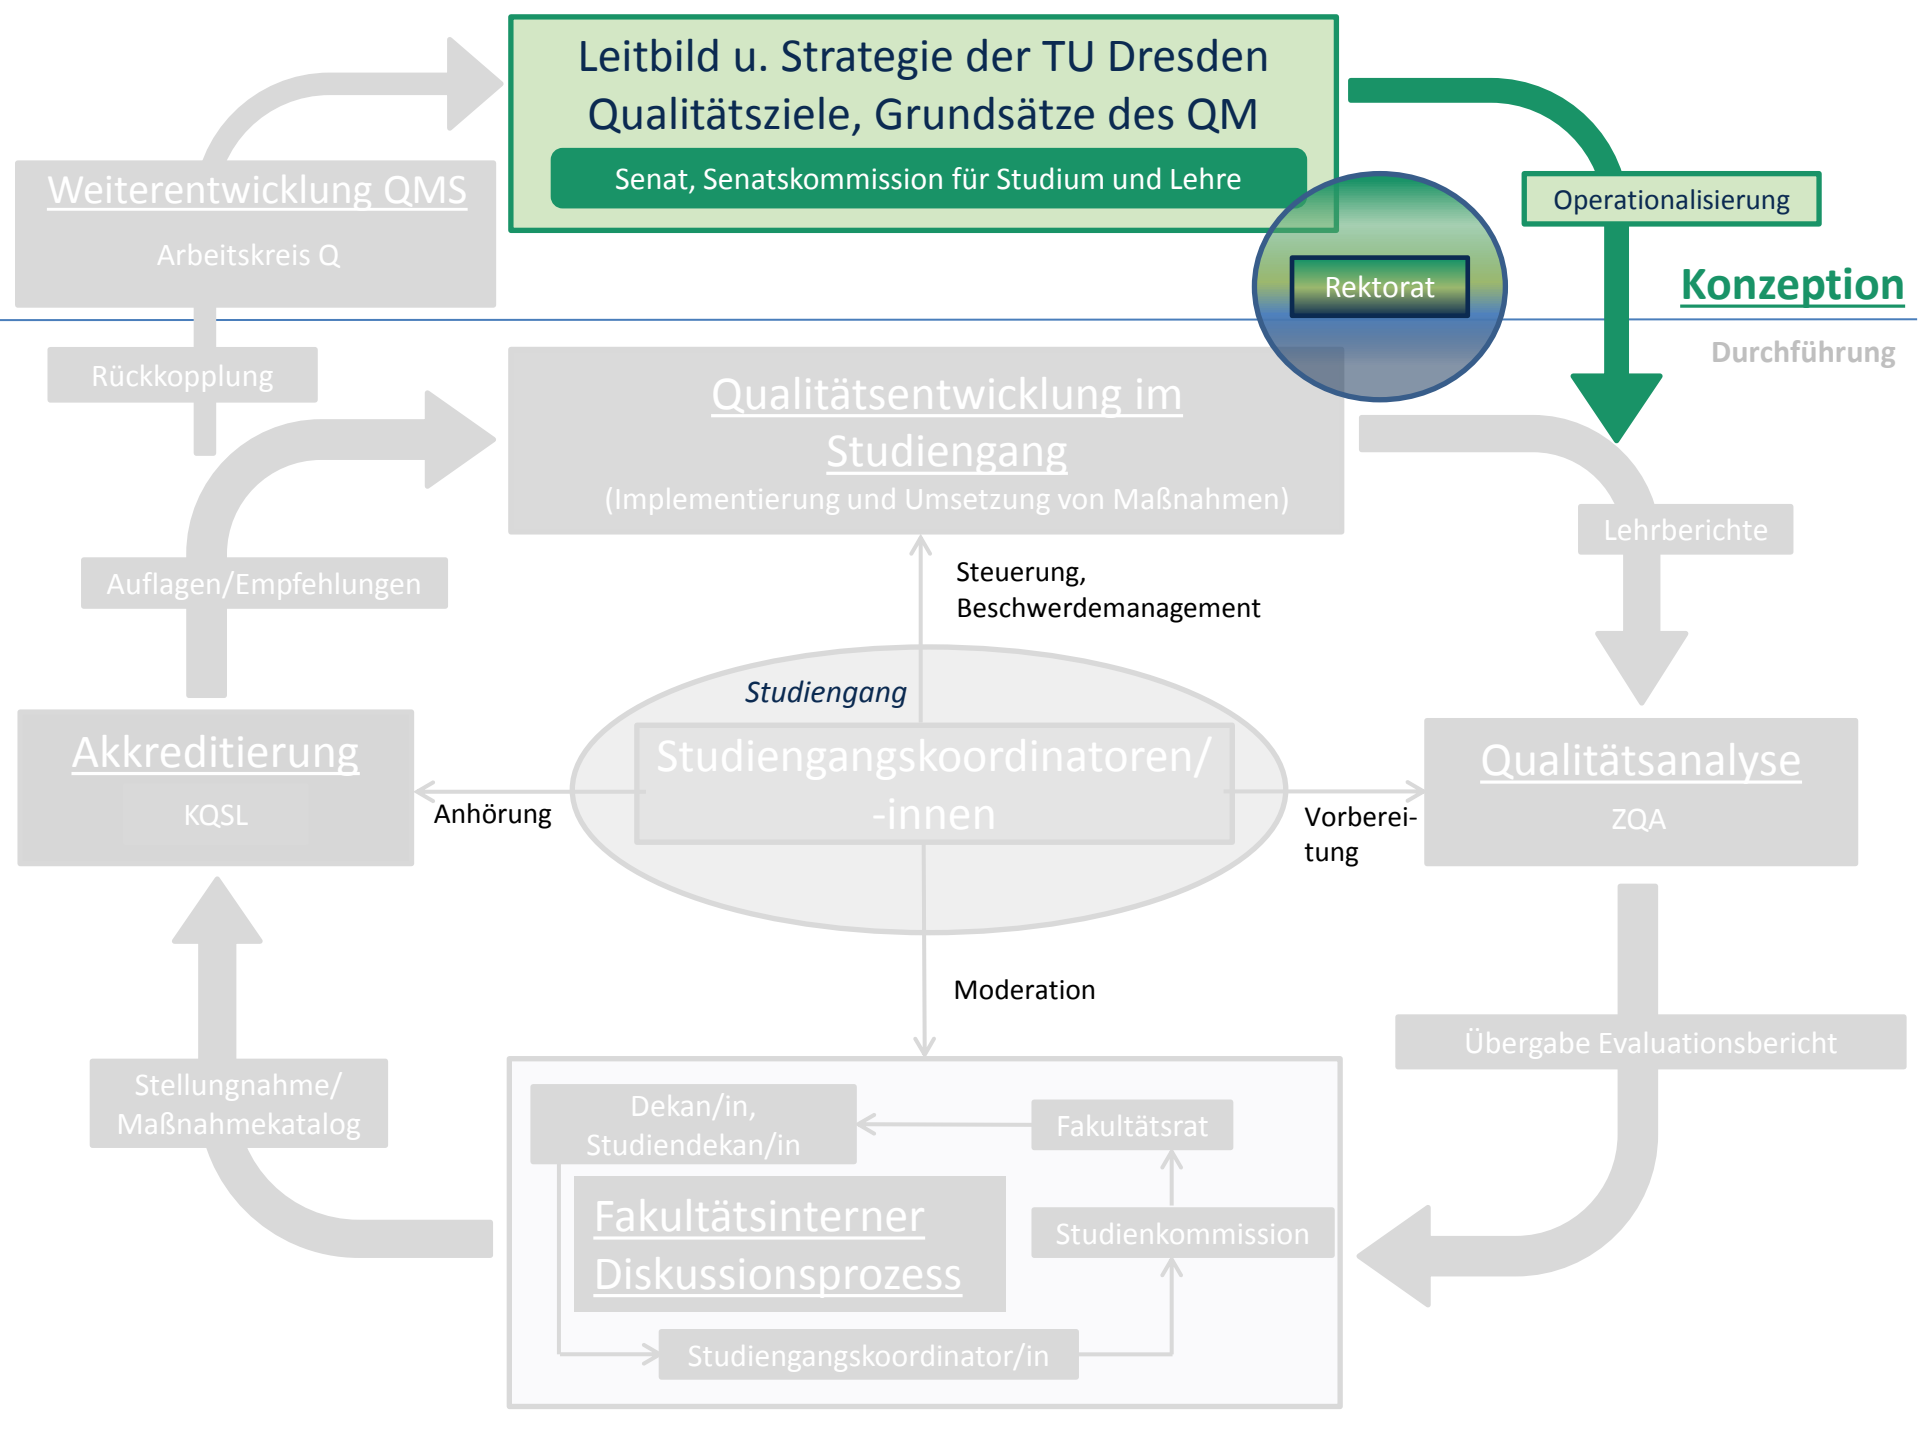 Leitbild u. Strategie der TU Dresden
Qualitätsziele, Grundsätze des QM
Senat, Senatskommission für Studium und Lehre
Weiterentwicklung QMS
Arbeitskreis Q
Operationalisierung
Rektorat
Konzeption
Durchführung
Rückkopplung
Qualitätsentwicklung im
Studiengang
(Implementierung und Umsetzung von Maßnahmen)
Lehrberichte
Auflagen/Empfehlungen
Steuerung,
Beschwerdemanagement
Studiengang
Studiengangskoordinatoren/
-innen
Akkreditierung
KQSL
Anhörung
Vorberei-
tung
Qualitätsanalyse
ZQA
Moderation
Übergabe Evaluationsbericht
Stellungnahme/
Maßnahmekatalog
Dekan/in,
Studiendekan/in
Fakultätsrat
Fakultätsinterner
Diskussionsprozess
Studienkommission
Studiengangskoordinator/in